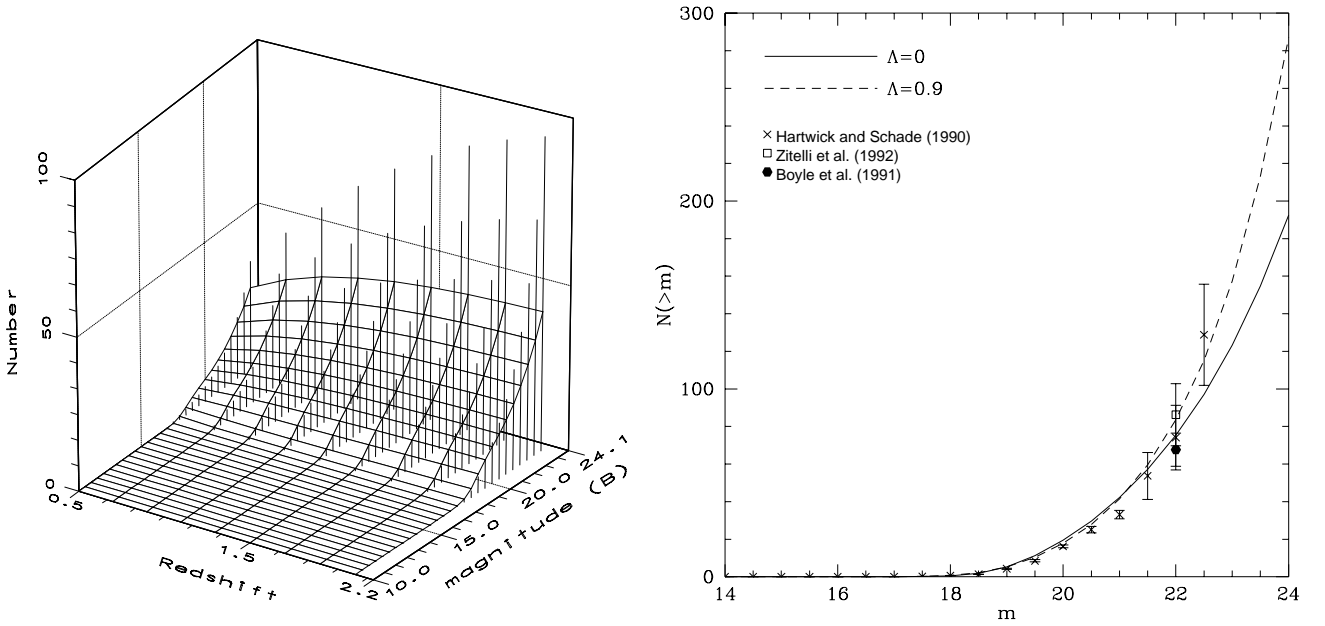 100
50
0
Number
0.5
1.5
2.2
Redshift
10.0
15.0
20.0
24.1
magnitude (B)
300
200
100
0
N(>m)
Λ=0
Λ=0.9
Hartwick and Schade (1990)
Zitelli et al. (1992)
Boyle et al. (1991)
14 16 18 20 22 24
m